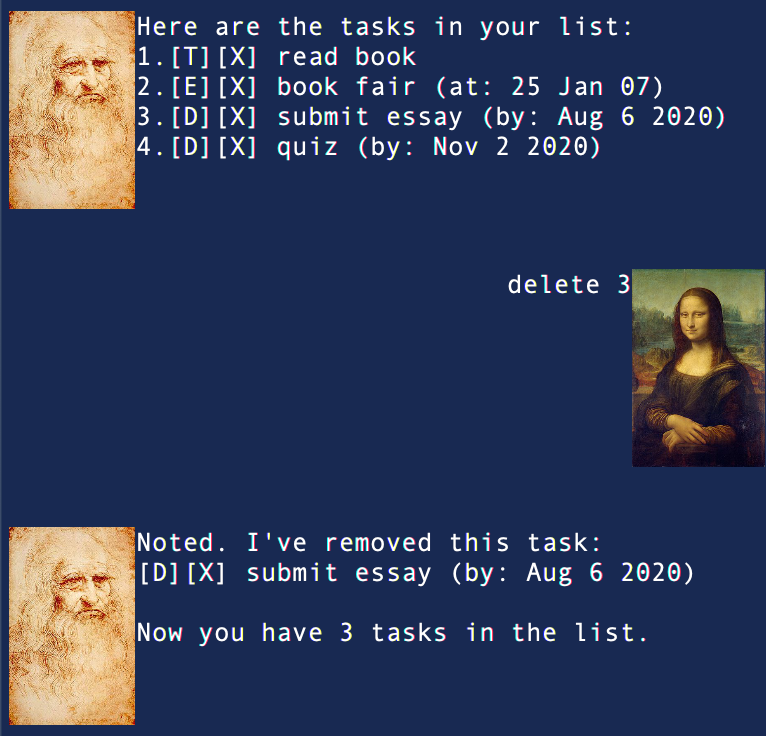 Here are the tasks in your list:
1.[T][X] read book
2.[E][X] book fair (at: 25 Jan 07)
3.[D][X] submit essay (by: Aug 6 2020)
4.[D][X] quiz (by: Nov 2 2020)
delete 3
Noted. I've removed this task:
[D][X] submit essay (by: Aug 6 2020)
Now you have 3 tasks in the list.